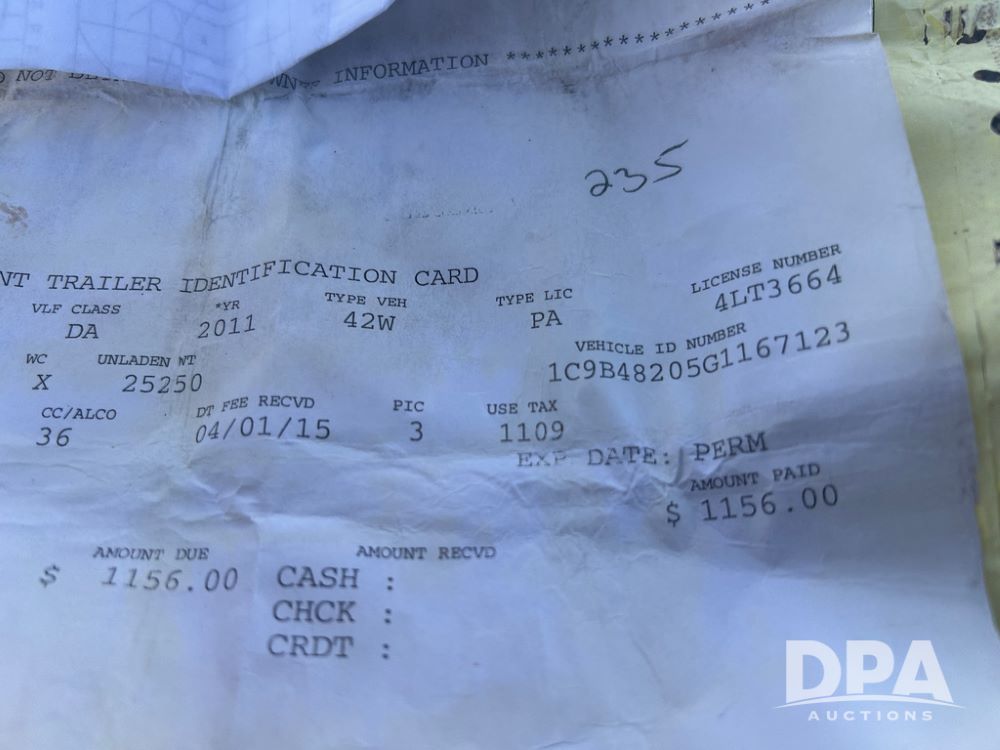 INFORMATION ******************
235
NT TRAILER IDENTIFICATION CARD
VLF CLASS *YR TYPE VEH TYPE LIC LICENSE NUMBER
DA 2011 42W PA 4LT3664
WC UNLADEN WT VEHICLE ID NUMBER
X 25250 1C9B48205G1167123
CC/ALCO DT FEE RECVD PIC USE TAX
36 04/01/15 3 1109
EXP DATE: PERM
AMOUNT PAID
$ 1156.00
AMOUNT DUE AMOUNT RECVD
$ 1156.00 CASH :
CHCK :
CRDT :
DPA
AUCTIONS